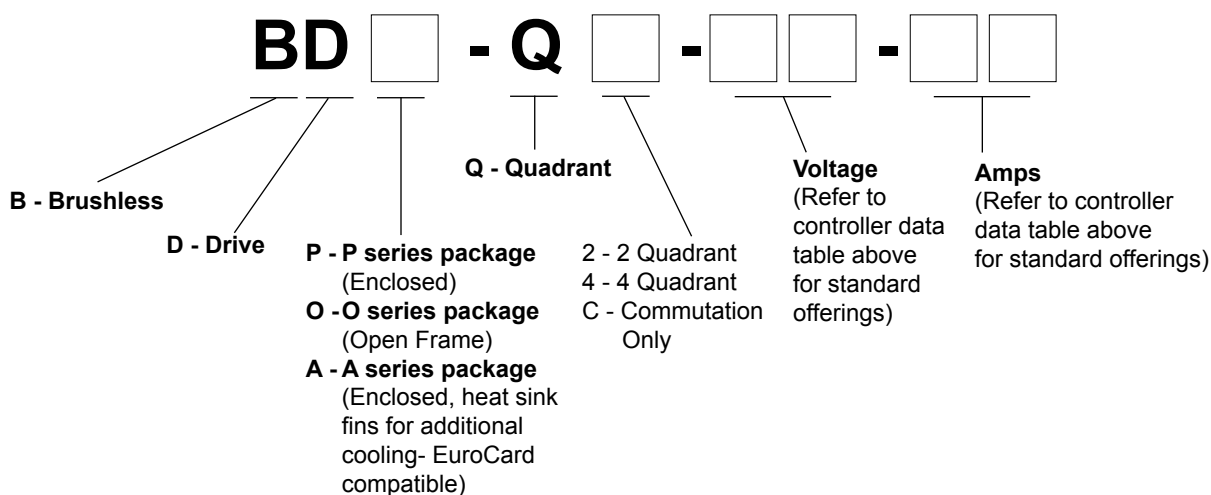 BD - Q - -
B - Brushless
D - Drive
P - P series package
(Enclosed)
O - O series package
(Open Frame)
A - A series package
(Enclosed, heat sink
fins for additional
cooling- EuroCard
compatible)
Q - Quadrant
2 - 2 Quadrant
4 - 4 Quadrant
C - Commutation
Only
Voltage
(Refer to
controller data
table above
for standard
offerings)
Amps
(Refer to controller
data table above
for standard offerings)